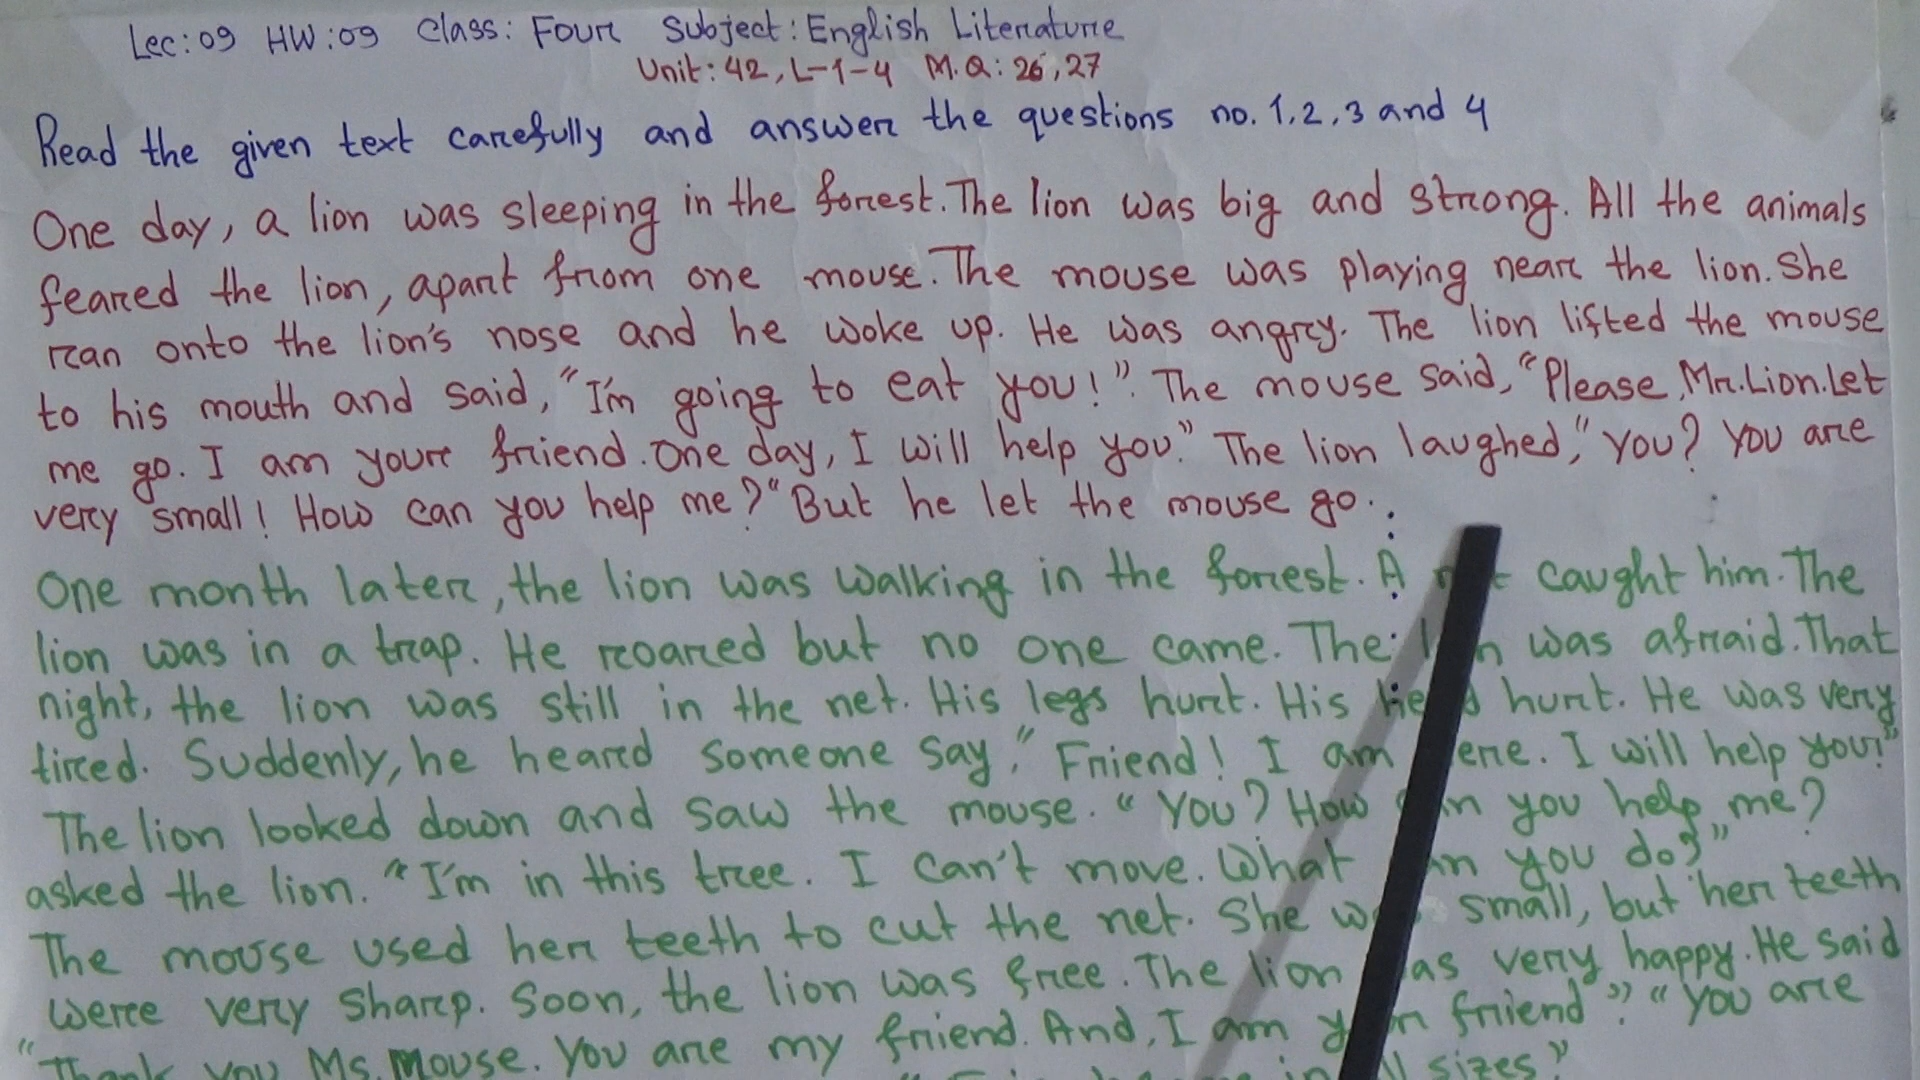 Lec:09 HW:09 Class: Four Subject: English Literature
Unit: 42, L-1-4 M.Q: 26,27
Read the given text carefully and answer the questions no. 1,2,3 and 4
One day, a lion was sleeping in the forest. The lion was big and strong. All the animals
feared the lion, apart from one mouse. The mouse was playing near the lion. She
ran onto the lion's nose and he woke up. He was angry. The lion lifted the mouse
to his mouth and said, "I'm going to eat you!". The mouse said, "Please, Mr. Lion. Let
me go. I am your friend. One day, I will help you." The lion laughed," You? You are
very small! How can you help me?" But he let the mouse go.
One month later, the lion was walking in the forest. A caught him. The
lion was in a trap. He roared but no one came. The was afraid. That
night, the lion was still in the net. His legs hurt. His hurt. He was very
tired. Suddenly, he heard someone say," Friend! I am I will help you!"
The lion looked down and saw the mouse. "You? How you help me?
asked the lion. "I'm in this tree. I can't move. What you do?"
The mouse used her teeth to cut the net. She small, but her teeth
were very sharp. Soon, the lion was free. The lion very happy. He said
"Thank you Ms. Mouse. You are my friend. And, I am friend". "You are
in sizes."